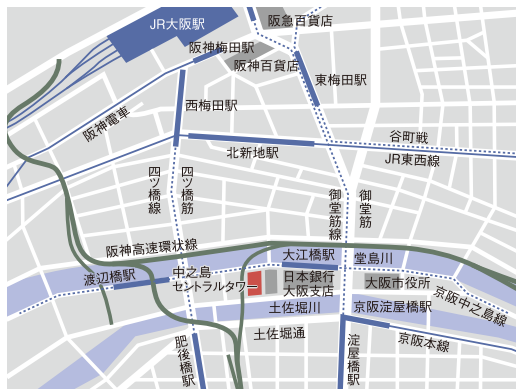 JR大阪駅
阪急百貨店
阪神梅田駅
阪神百貨店
東梅田駅
西梅田駅
阪神電車
谷町戦
北新地駅
JR東西線
四ツ橋線
四ツ橋筋
御堂筋線
御堂筋
阪神高速環状線
大江橋駅
堂島川
渡辺橋駅
中之島
セントラルタワー
日本銀行
大阪支店
大阪市役所
京阪中之島線
土佐堀川
京阪淀屋橋駅
土佐堀通
京阪本線
肥後橋駅
淀屋橋駅